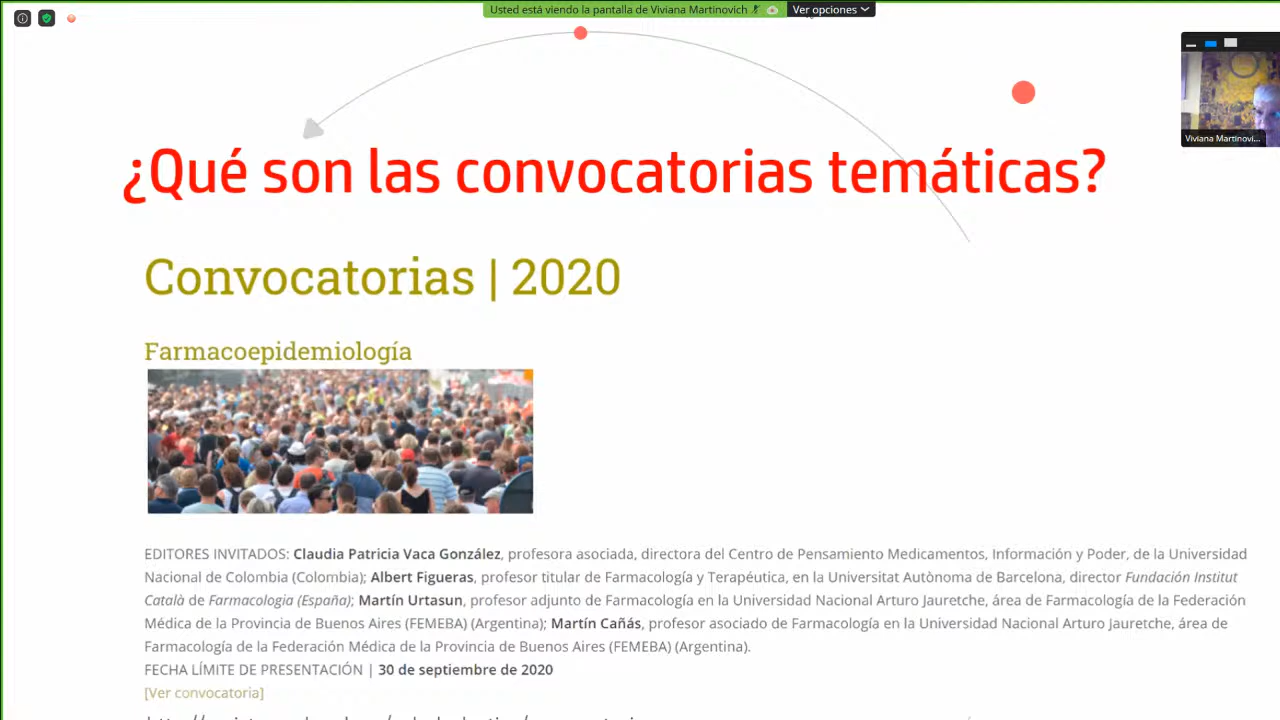 Usted está viendo la pantalla de Viviana Martinovich
Ver opciones
Viviana Martinovi...
¿Qué son las convocatorias temáticas?
Convocatorias | 2020
Farmacoepidemiología
EDITORES INVITADOS: Claudia Patricia Vaca González, profesora asociada, directora del Centro de Pensamiento Medicamentos, Información y Poder, de la Universidad
Nacional de Colombia (Colombia); Albert Figueras, profesor titular de Farmacología y Terapéutica, en la Universitat Autònoma de Barcelona, director Fundación Institut
Català de Farmacologia (España); Martín Urtasun, profesor adjunto de Farmacología en la Universidad Nacional Arturo Jauretche, área de Farmacología de la Federación
Médica de la Provincia de Buenos Aires (FEMEBA) (Argentina); Martín Cañás, profesor asociado de Farmacología en la Universidad Nacional Arturo Jauretche, área de
Farmacología de la Federación Médica de la Provincia de Buenos Aires (FEMEBA) (Argentina).
FECHA LÍMITE DE PRESENTACIÓN | 30 de septiembre de 2020
[Ver convocatoria]